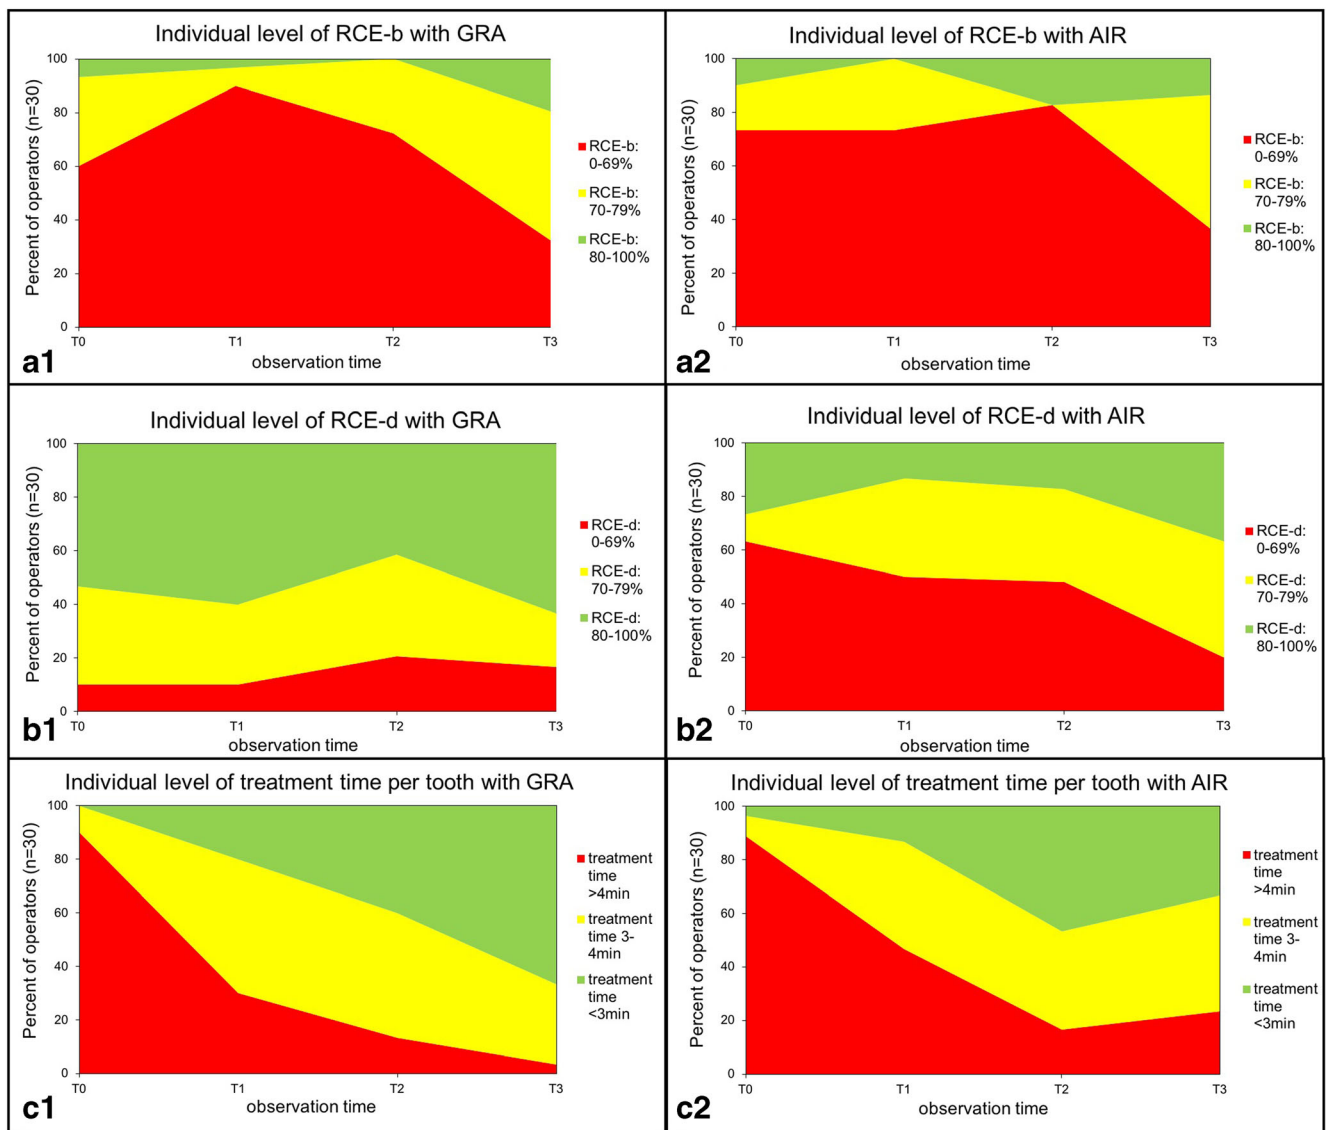 Individual level of RCE-b with GRA
Percent of operators (n=30)
100
80
60
40
20
0
T0
T1
T2
T3
observation time
RCE-b:
0-69%
RCE-b:
70-79%
RCE-b:
80-100%
a1
Individual level of RCE-b with AIR
Percent of operators (n=30)
100
80
60
40
20
0
T0
T1
T2
T3
observation time
RCE-b:
0-69%
RCE-b:
70-79%
RCE-b:
80-100%
a2
Individual level of RCE-d with GRA
Percent of operators (n=30)
100
80
60
40
20
0
T0
T1
T2
T3
observation time
RCE-d:
0-69%
RCE-d:
70-79%
RCE-d:
80-100%
b1
Individual level of RCE-d with AIR
Percent of operators (n=30)
100
80
60
40
20
0
T0
T1
T2
T3
observation time
RCE-d:
0-69%
RCE-d:
70-79%
RCE-d:
80-100%
b2
Individual level of treatment time per tooth with GRA
Percent of operators (n=30)
100
80
60
40
20
0
T0
T1
T2
T3
observation time
treatment
time
>4min
treatment
time 3-
4min
treatment
time
<3min
c1
Individual level of treatment time per tooth with AIR
Percent of operators (n=30)
100
80
60
40
20
0
T0
T1
T2
T3
observation time
treatment
time
>4min
treatment
time 3-
4min
treatment
time
<3min
c2